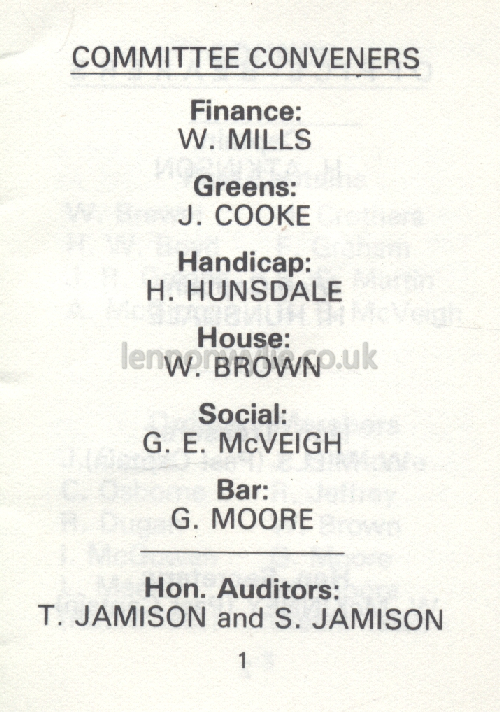 COMMITTEE CONVENERS
Finance:
W. MILLS
Greens:
J. COOKE
Handicap:
H. HUNSDALE
House:
lennonwylie.co.uk
W. BROWN
Social:
G. E. McVEIGH
Bar:
G. MOORE
Hon. Auditors:
T. JAMISON and S. JAMISON
1